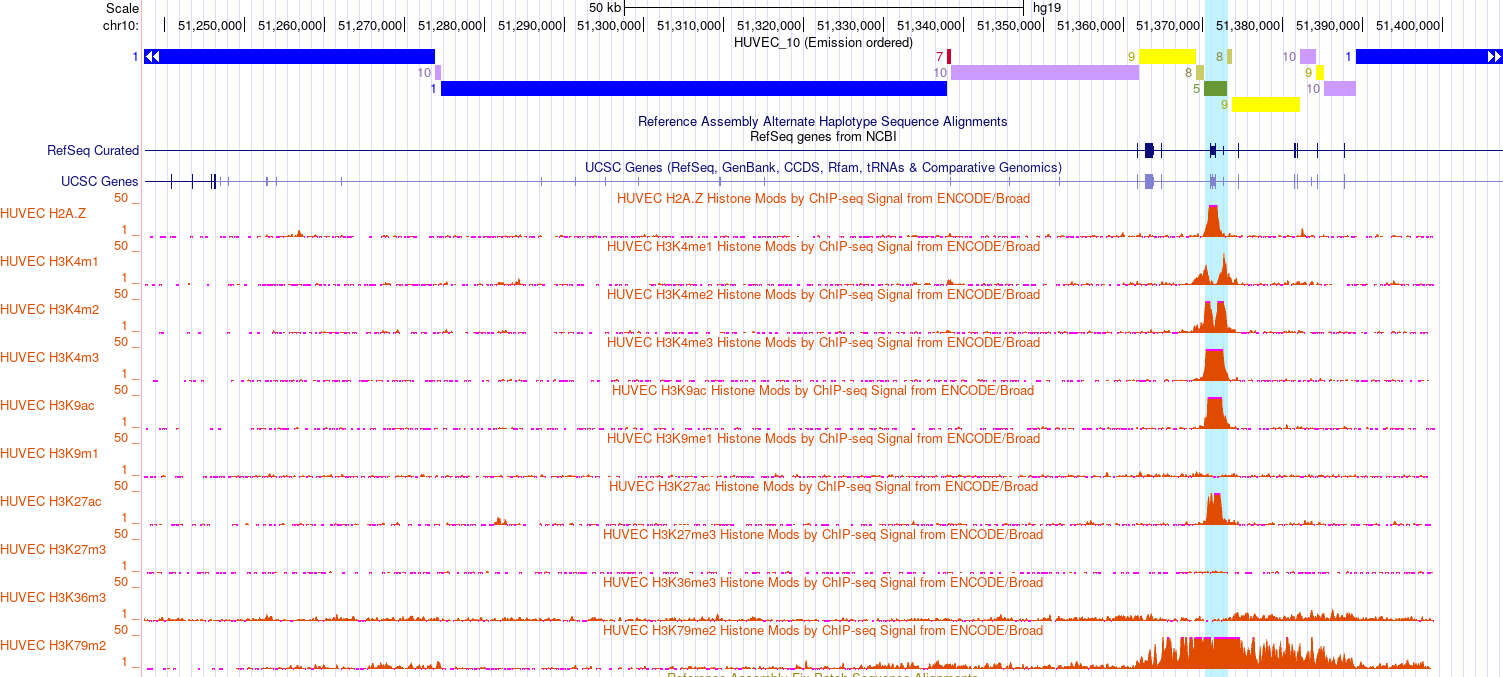 Scale 50 kb hg19
chr10: 51,250,000 51,260,000 51,270,000 51,280,000 51,290,000 51,300,000 51,310,000 51,320,000 51,330,000 51,340,000 51,350,000 51,360,000 51,370,000 51,380,000 51,390,000 51,400,000
HUVEC_10 (Emission ordered)
1 7 9 8 10 1
10 10 8 9
1 5 10
9
Reference Assembly Alternate Haplotype Sequence Alignments
RefSeq genes from NCBI
RefSeq Curated
UCSC Genes (RefSeq, GenBank, CCDS, Rfam, tRNAs & Comparative Genomics)
UCSC Genes
50 _ HUVEC H2A.Z Histone Mods by ChIP-seq Signal from ENCODE/Broad
HUVEC H2A.Z
1 _
50 _ HUVEC H3K4me1 Histone Mods by ChIP-seq Signal from ENCODE/Broad
HUVEC H3K4m1
1 _
50 _ HUVEC H3K4me2 Histone Mods by ChIP-seq Signal from ENCODE/Broad
HUVEC H3K4m2
1 _
50 _ HUVEC H3K4me3 Histone Mods by ChIP-seq Signal from ENCODE/Broad
HUVEC H3K4m3
1 _
50 _ HUVEC H3K9ac Histone Mods by ChIP-seq Signal from ENCODE/Broad
HUVEC H3K9ac
1 _
50 _ HUVEC H3K9me1 Histone Mods by ChIP-seq Signal from ENCODE/Broad
HUVEC H3K9m1
1 _
50 _ HUVEC H3K27ac Histone Mods by ChIP-seq Signal from ENCODE/Broad
HUVEC H3K27ac
1 _
50 _ HUVEC H3K27me3 Histone Mods by ChIP-seq Signal from ENCODE/Broad
HUVEC H3K27m3
1 _
50 _ HUVEC H3K36me3 Histone Mods by ChIP-seq Signal from ENCODE/Broad
HUVEC H3K36m3
1 _
50 _ HUVEC H3K79me2 Histone Mods by ChIP-seq Signal from ENCODE/Broad
HUVEC H3K79m2
1 _
Reference Assembly Fix Patch Sequence Alignments